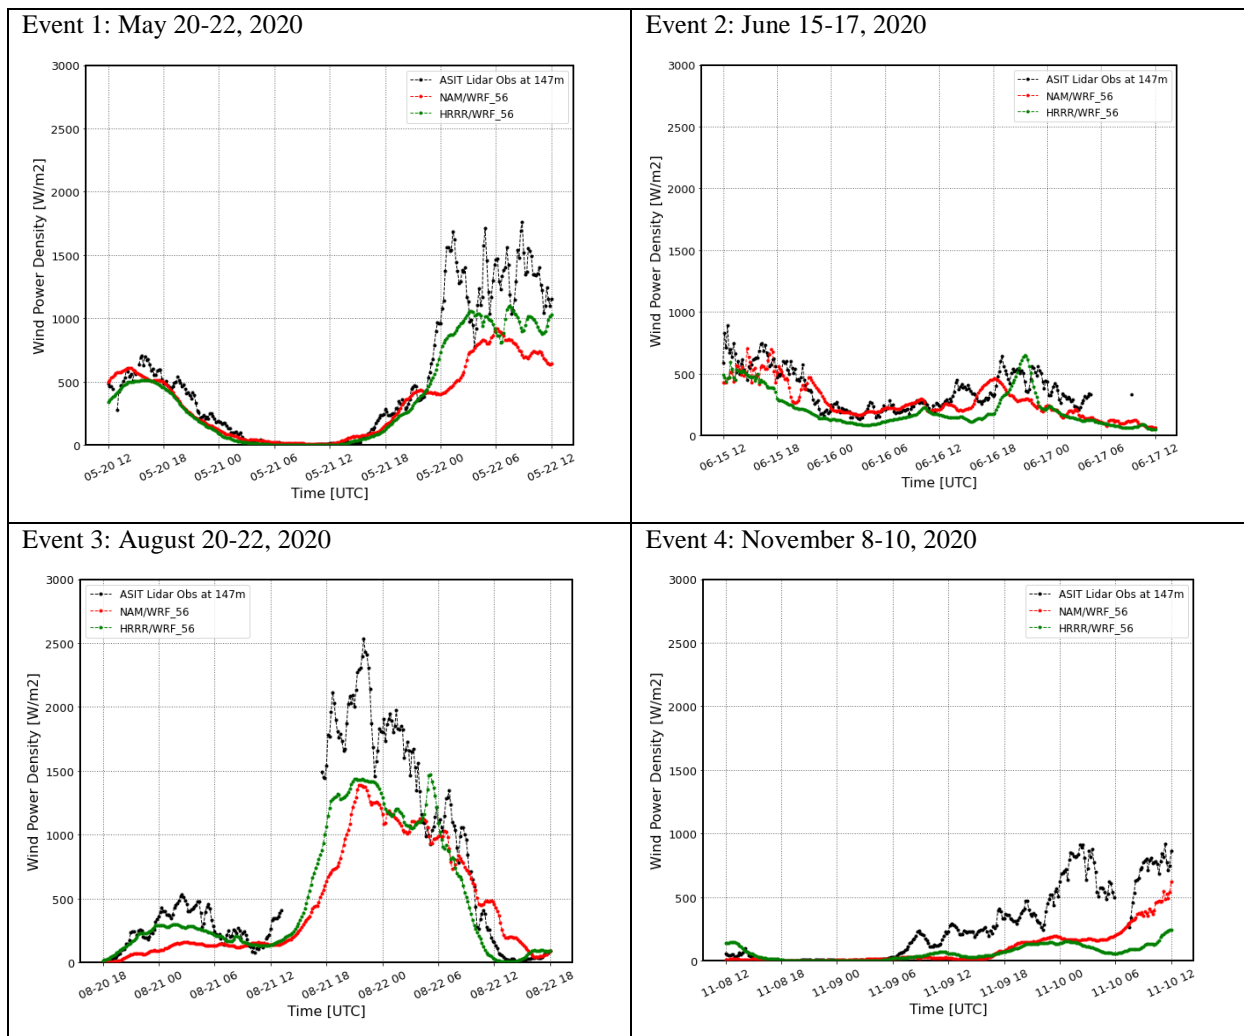 Event 1: May 20-22, 2020
3000
2500
2000
1500
1000
500
0
Wind Power Density [W/m2]
ASIT Lidar Obs at 147m
NAM/WRF_56
HRRR/WRF_56
05-20 12
05-20 18
05-21 00
05-21 06
05-21 12
05-21 18
05-22 00
05-22 06
05-22 12
Time [UTC]
Event 2: June 15-17, 2020
3000
2500
2000
1500
1000
500
0
Wind Power Density [W/m2]
ASIT Lidar Obs at 147m
NAM/WRF_56
HRRR/WRF_56
06-15 12
06-15 18
06-16 00
06-16 06
06-16 12
06-16 18
06-17 00
06-17 06
06-17 12
Time [UTC]
Event 3: August 20-22, 2020
3000
2500
2000
1500
1000
500
0
Wind Power Density [W/m2]
ASIT Lidar Obs at 147m
NAM/WRF_56
HRRR/WRF_56
08-20 18
08-21 00
08-21 06
08-21 12
08-21 18
08-22 00
08-22 06
08-22 12
08-22 18
Time [UTC]
Event 4: November 8-10, 2020
3000
2500
2000
1500
1000
500
0
Wind Power Density [W/m2]
ASIT Lidar Obs at 147m
NAM/WRF_56
HRRR/WRF_56
11-08 12
11-08 18
11-09 00
11-09 06
11-09 12
11-09 18
11-10 00
11-10 06
11-10 12
Time [UTC]